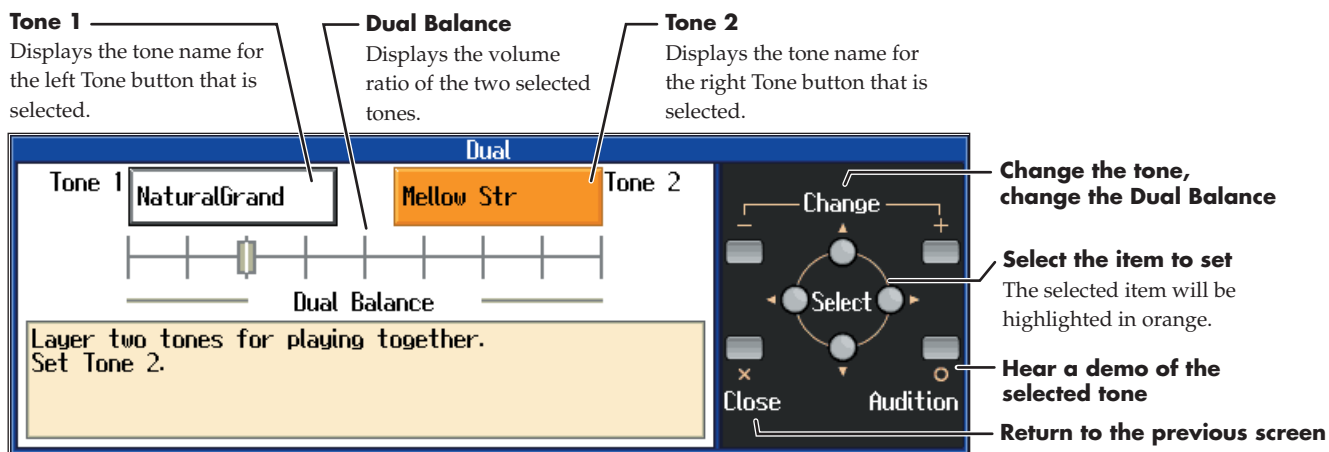 Tone 1
Displays the tone name for
the left Tone button that is
selected.
Dual Balance
Displays the volume
ratio of the two selected
tones.
Tone 2
Displays the tone name for
the right Tone button that is
selected.
Dual
Tone 1
NaturalGrand
Mellow Str
Tone 2
Dual Balance
Layer two tones for playing together.
Set Tone 2.
Change
− +
Select
× ○
Close Audition
Change the tone,
change the Dual Balance
Select the item to set
The selected item will be
highlighted in orange.
Hear a demo of the
selected tone
Return to the previous screen